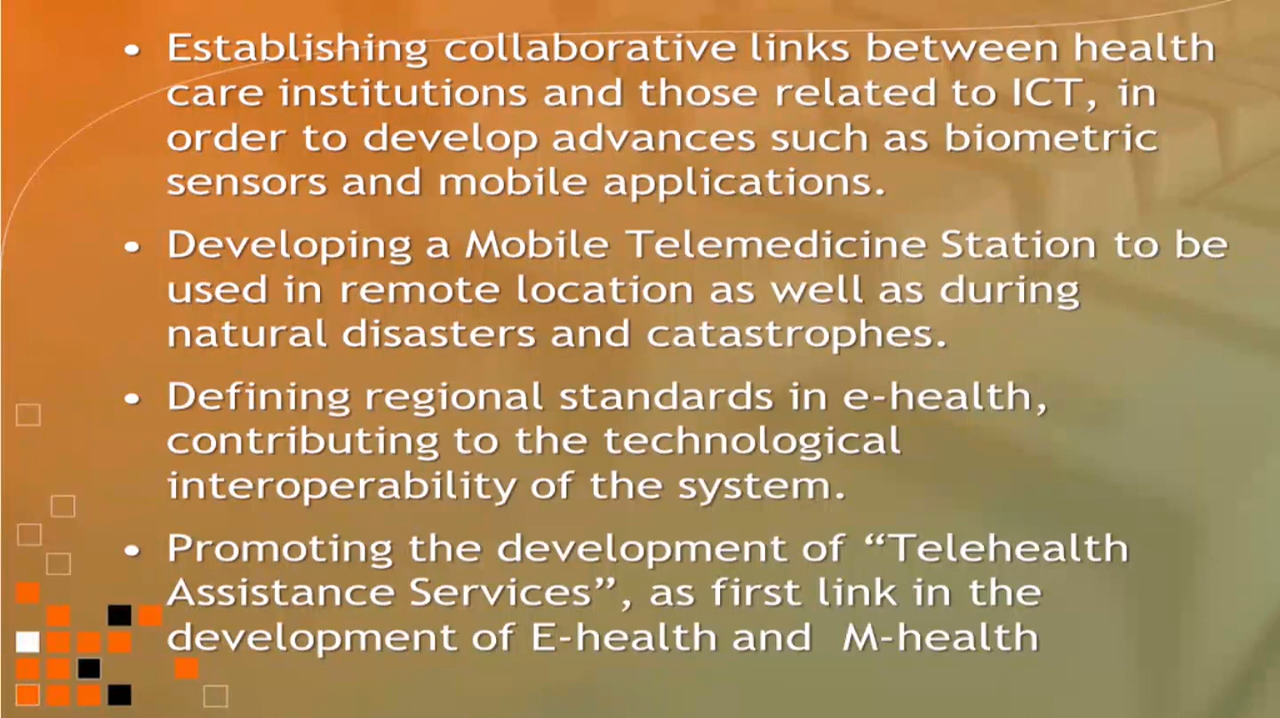 • Establishing collaborative links between health
care institutions and those related to ICT, in
order to develop advances such as biometric
sensors and mobile applications.
• Developing a Mobile Telemedicine Station to be
used in remote location as well as during
natural disasters and catastrophes.
• Defining regional standards in e-health,
contributing to the technological
interoperability of the system.
• Promoting the development of “Telehealth
Assistance Services”, as first link in the
development of E-health and  M-health